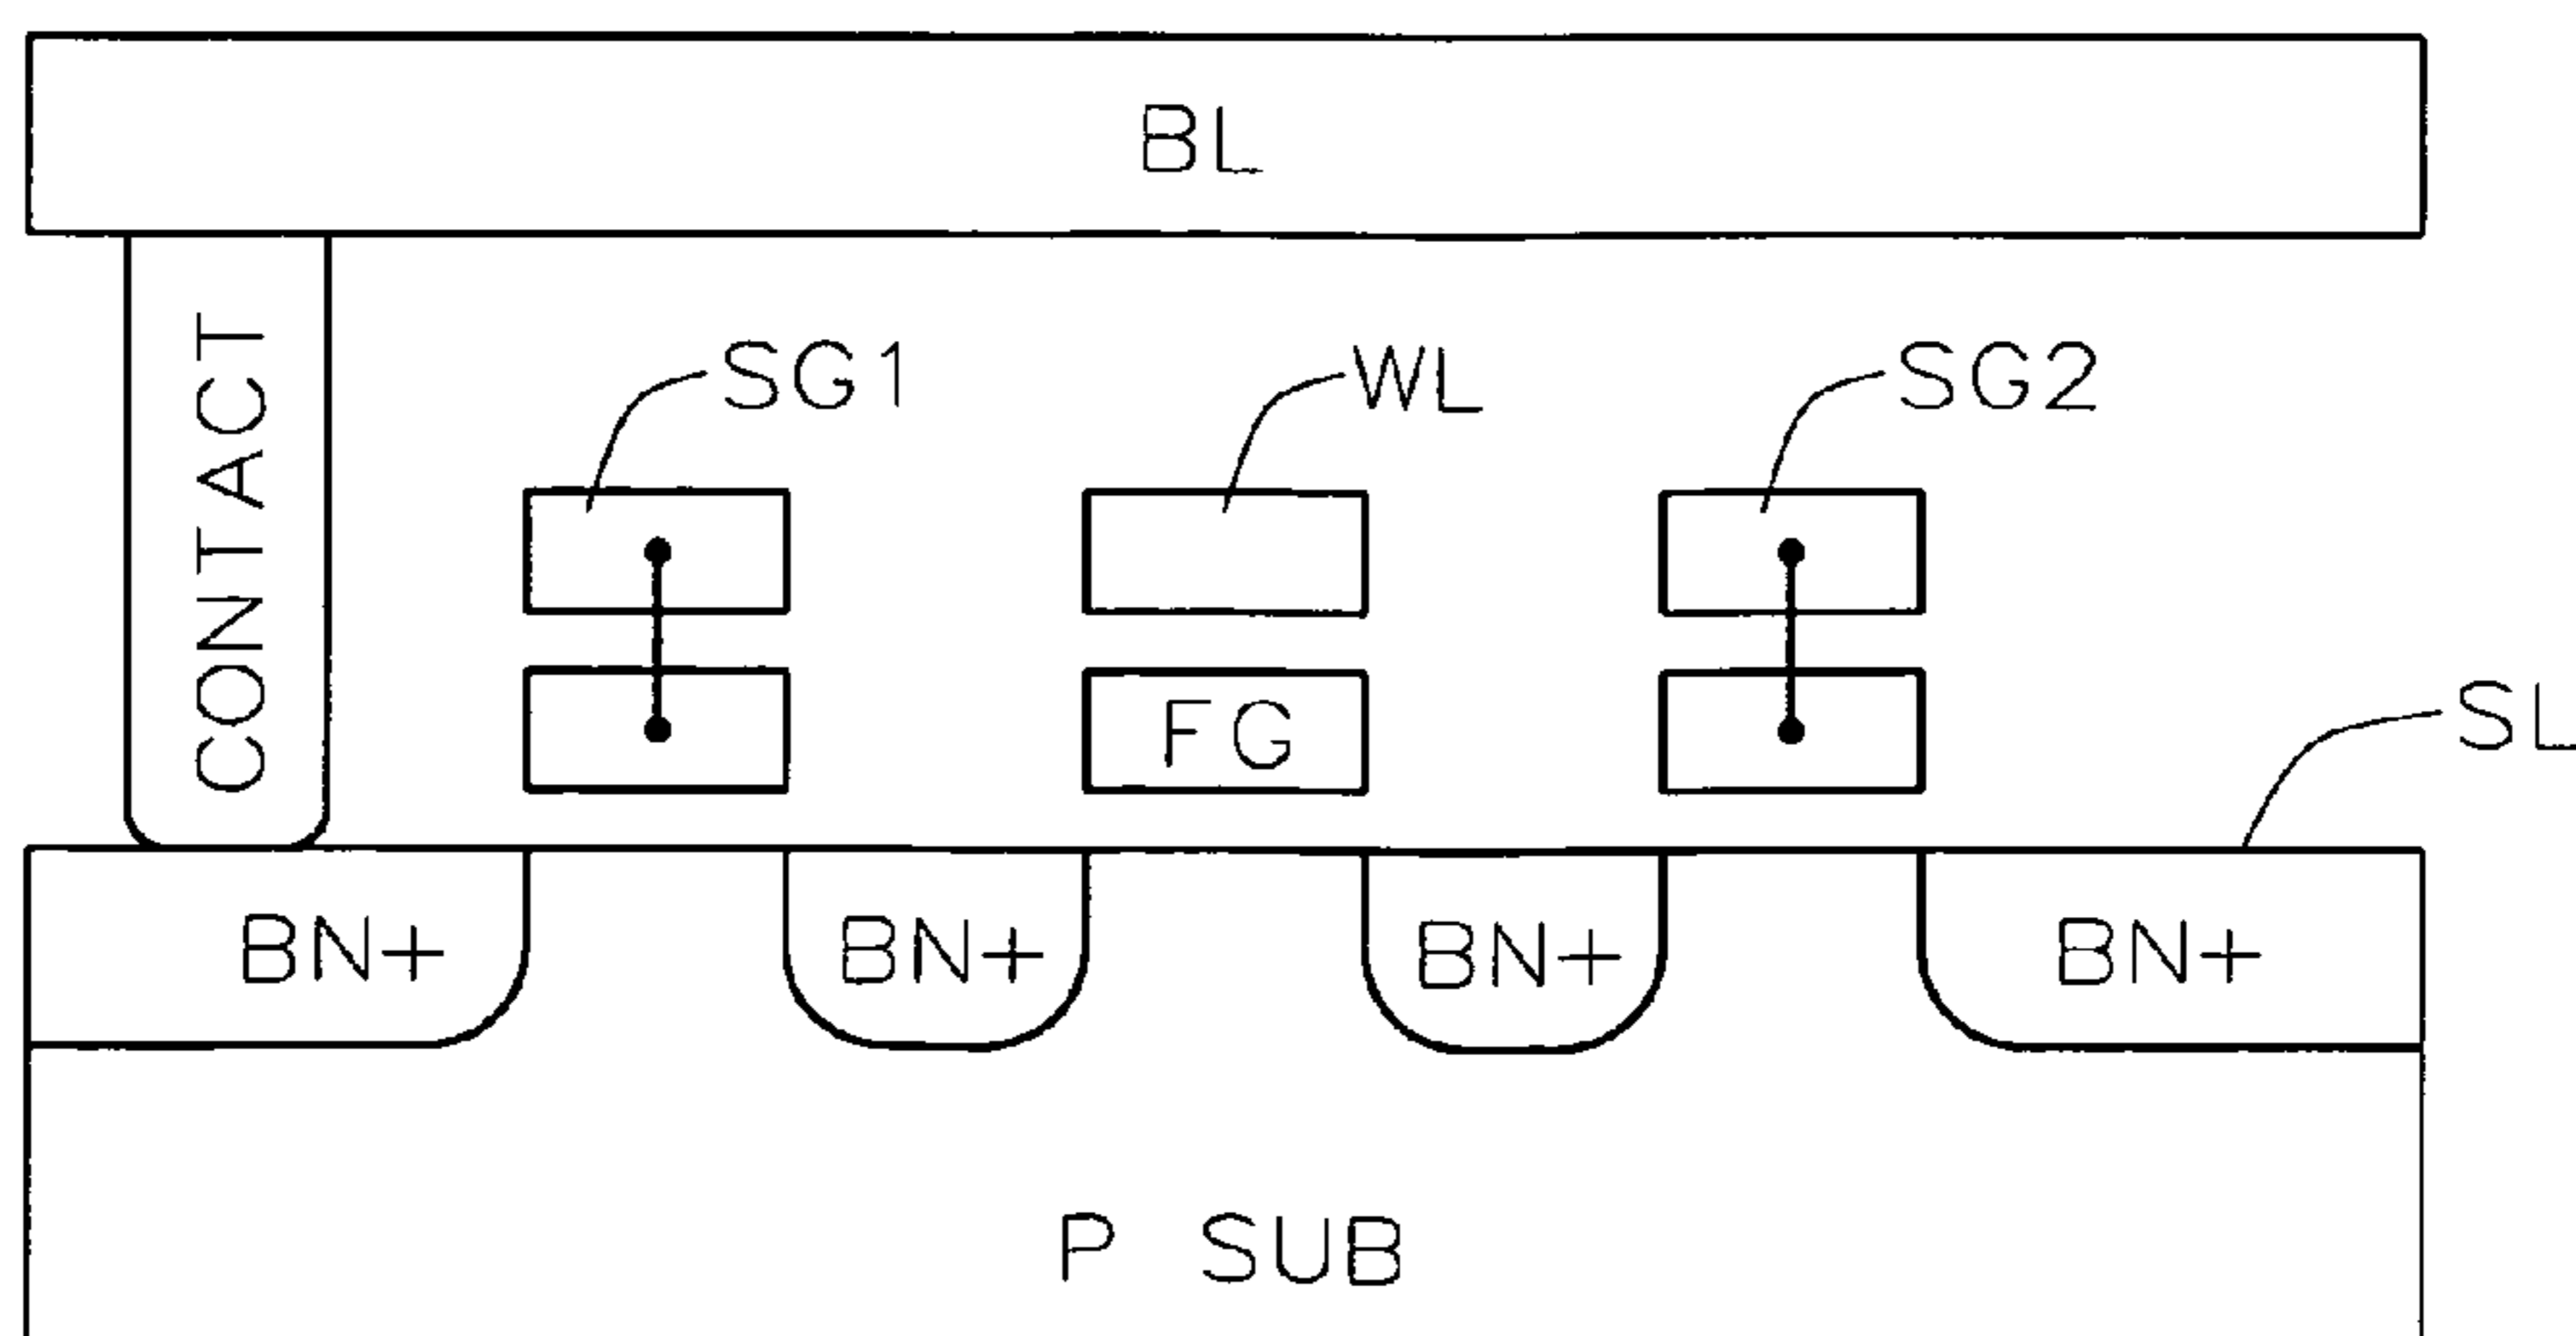 BL
CONTACT
SG1
WL
SG2
FG
SL
BN+
BN+
BN+
BN+
P SUB